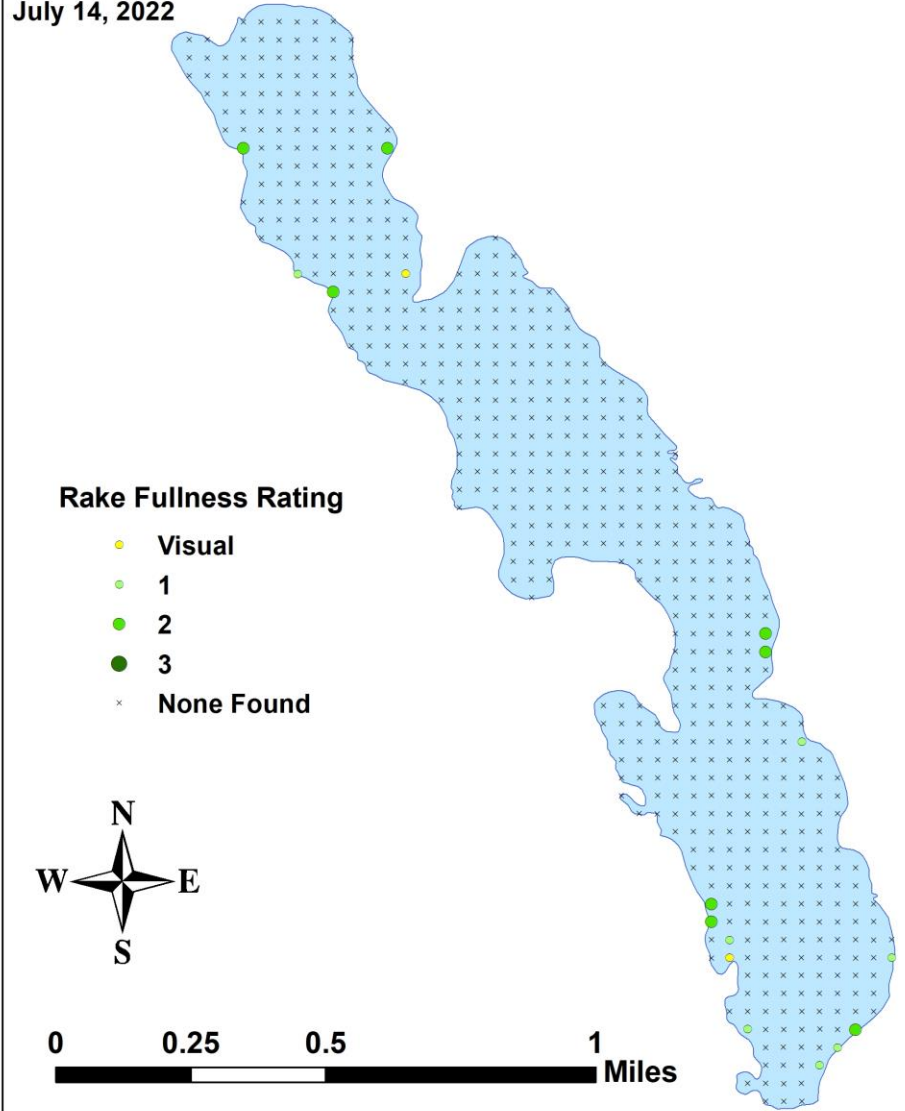 July 14, 2022
Rake Fullness Rating
Visual
1
2
3
None Found
N
W E
S
0 0.25 0.5 1
Miles